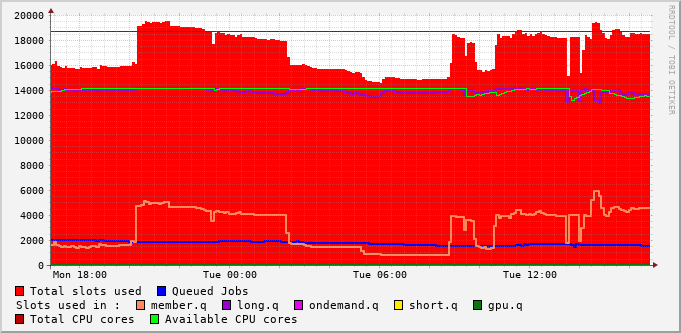 20000
18000
16000
14000
12000
10000
8000
6000
4000
2000
0
Mon 18:00 Tue 00:00 Tue 06:00 Tue 12:00
RRDTOOL / TOBI OETIKER
Total slots used Queued Jobs
Slots used in : member.q long.q ondemand.q short.q gpu.q
Total CPU cores Available CPU cores